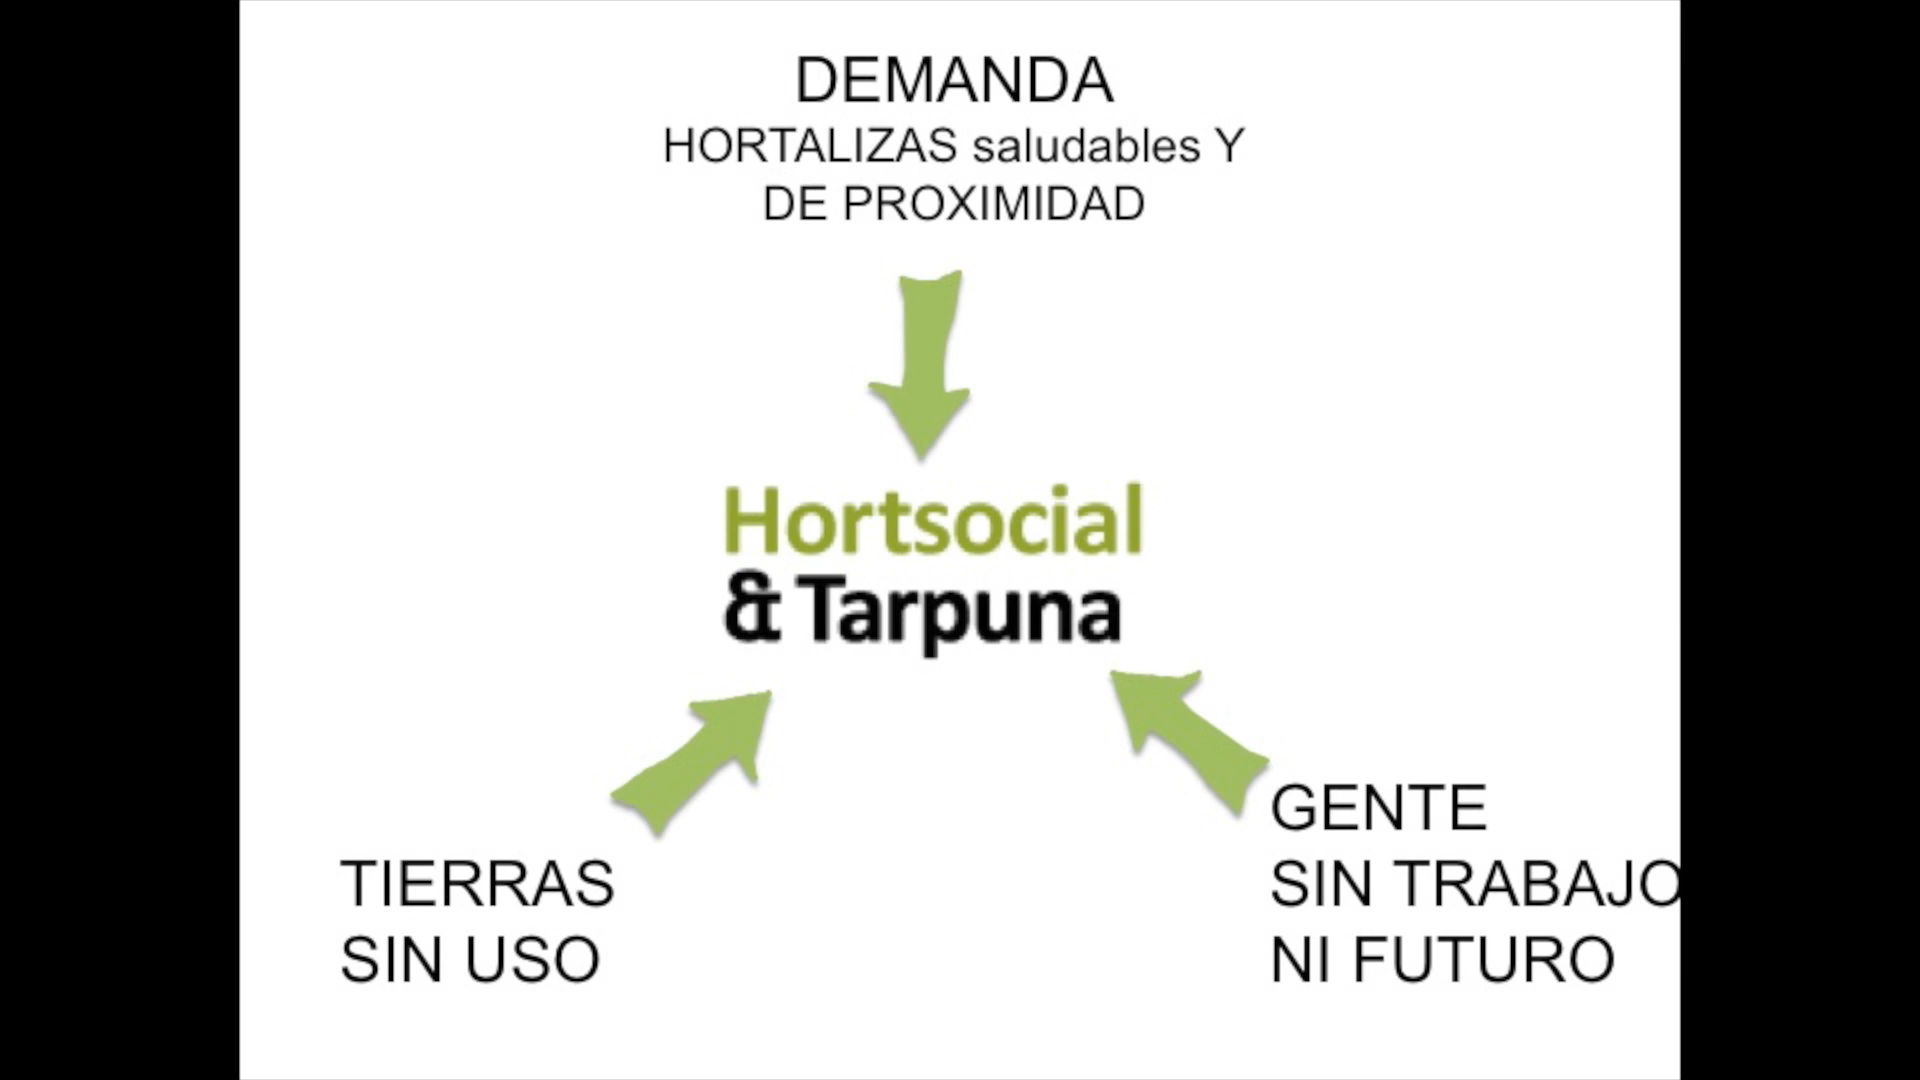 DEMANDA
HORTALIZAS saludables Y
DE PROXIMIDAD
Hortsocial
& Tarpuna
TIERRAS
SIN USO
GENTE
SIN TRABAJO
NI FUTURO